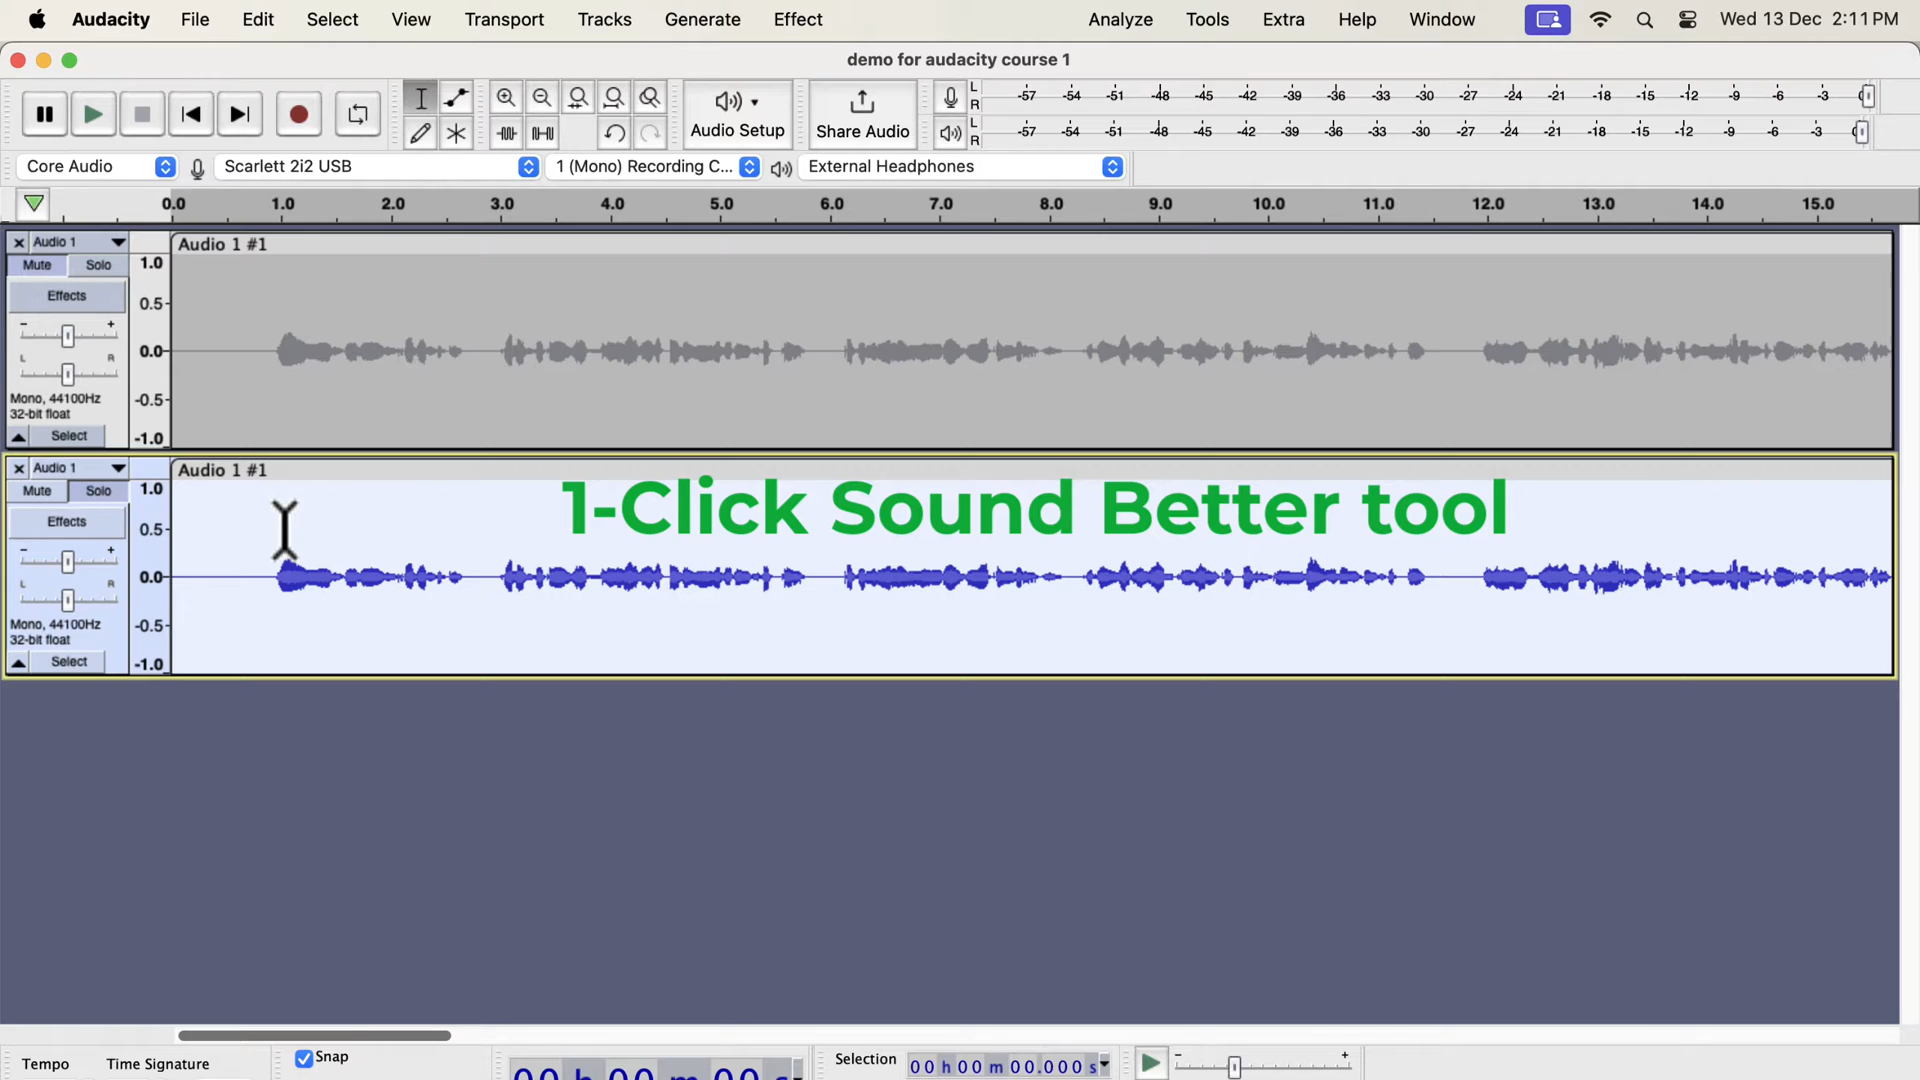 Audacity File Edit Select View Transport Tracks Generate Effect Analyze Tools Extra Help Window Wed 13 Dec 2:11 PM
demo for audacity course 1
L -57 -54 -51 -48 -45 -42 -39 -36 -33 -30 -27 -24 -21 -18 -15 -12 -9 -6 -3
R
Audio Setup Share Audio
L -57 -54 -51 -48 -45 -42 -39 -36 -33 -30 -27 -24 -21 -18 -15 -12 -9 -6 -3
R
Core Audio Scarlett 2i2 USB 1 (Mono) Recording C... External Headphones
0.0 1.0 2.0 3.0 4.0 5.0 6.0 7.0 8.0 9.0 10.0 11.0 12.0 13.0 14.0 15.0
Audio 1 Audio 1 #1
Mute Solo 1.0
Effects
0.5
- +
L R 0.0
Mono, 44100Hz -0.5
32-bit float
Select -1.0
Audio 1 Audio 1 #1
Mute Solo 1.0
1-Click Sound Better tool
Effects 0.5
- +
L R 0.0
Mono, 44100Hz -0.5
32-bit float
Select -1.0
Tempo Time Signature Snap
00 h 00 m 00 s
Selection 00 h 00 m 00.000 s
- +